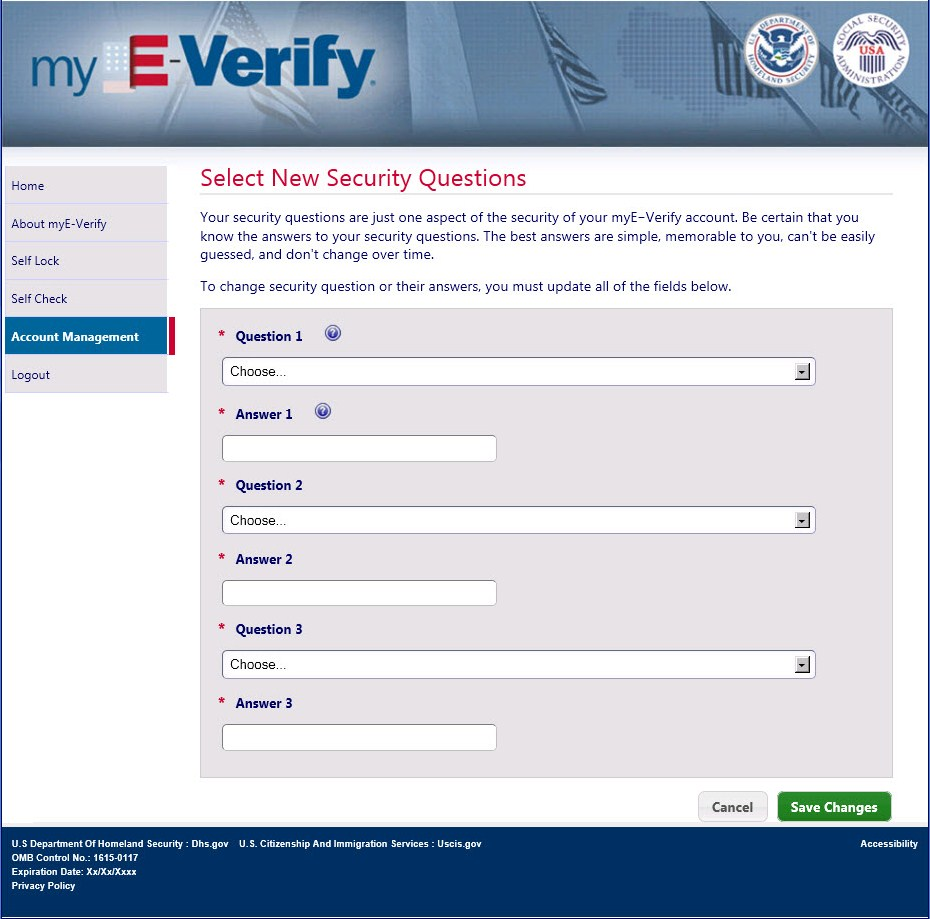 my E-Verify
U.S. DEPARTMENT OF HOMELAND SECURITY
SOCIAL SECURITY ADMINISTRATION
USA
Home
About myE-Verify
Self Lock
Self Check
Account Management
Logout
Select New Security Questions
Your security questions are just one aspect of the security of your myE–Verify account. Be certain that you
know the answers to your security questions. The best answers are simple, memorable to you, can't be easily
guessed, and don't change over time.
To change security question or their answers, you must update all of the fields below.
* Question 1 ?
Choose...
* Answer 1 ?
* Question 2
Choose...
* Answer 2
* Question 3
Choose...
* Answer 3
Cancel
Save Changes
U.S Department Of Homeland Security : Dhs.gov U.S. Citizenship And Immigration Services : Uscis.gov
Accessibility
OMB Control No.: 1615-0117
Expiration Date: Xx/Xx/Xxxx
Privacy Policy